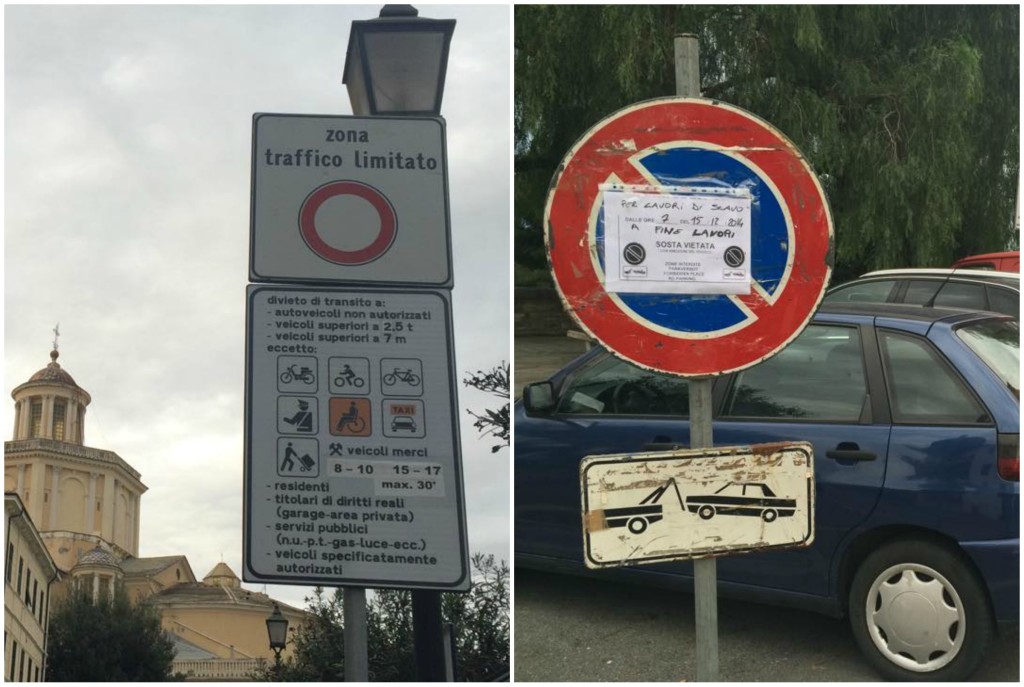 zona
traffico limitato
divieto di transito a:
- autoveicoli non autorizzati
- veicoli superiori a 2,5 t
- veicoli superiori a 7 m
eccetto:
TAXI
veicoli merci
8 – 10 15 – 17
max. 30'
- residenti
- titolari di diritti reali
(garage-area privata)
- servizi pubblici
(n.u.-p.t.-gas-luce-ecc.)
- veicoli specificatamente
autorizzati
PER LAVORI DI SCAVO
DALLE ORE 7 DEL 15.12.2014
A FINE LAVORI
SOSTA VIETATA